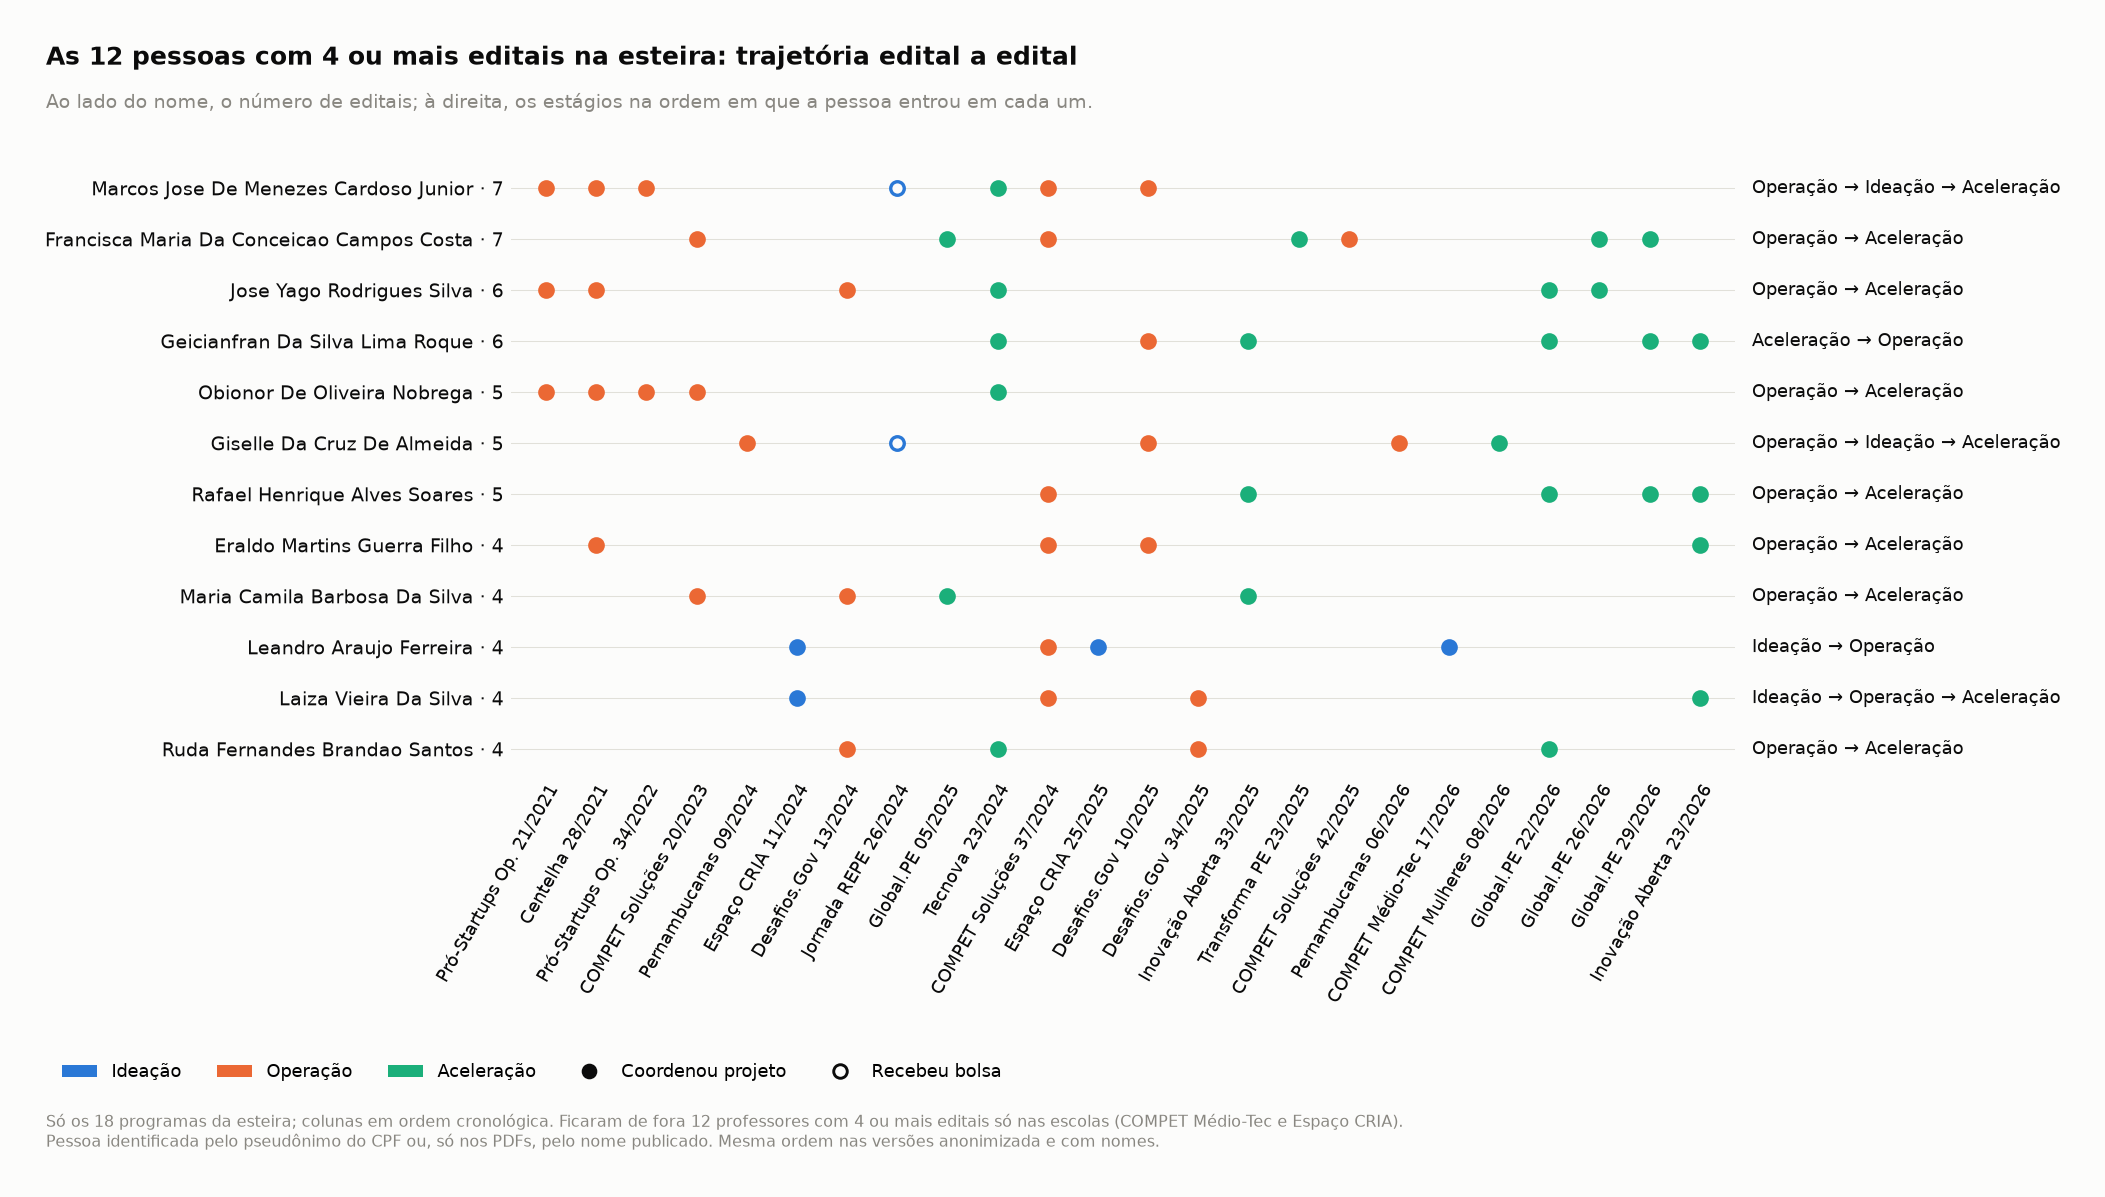 As 12 pessoas com 4 ou mais editais na esteira: trajetória edital a edital
Ao lado do nome, o número de editais; à direita, os estágios na ordem em que a pessoa entrou em cada um.
Marcos Jose De Menezes Cardoso Junior · 7 Operação → Ideação → Aceleração
Francisca Maria Da Conceicao Campos Costa · 7 Operação → Aceleração
Jose Yago Rodrigues Silva · 6 Operação → Aceleração
Geicianfran Da Silva Lima Roque · 6 Aceleração → Operação
Obionor De Oliveira Nobrega · 5 Operação → Aceleração
Giselle Da Cruz De Almeida · 5 Operação → Ideação → Aceleração
Rafael Henrique Alves Soares · 5 Operação → Aceleração
Eraldo Martins Guerra Filho · 4 Operação → Aceleração
Maria Camila Barbosa Da Silva · 4 Operação → Aceleração
Leandro Araujo Ferreira · 4 Ideação → Operação
Laiza Vieira Da Silva · 4 Ideação → Operação → Aceleração
Ruda Fernandes Brandao Santos · 4 Operação → Aceleração
Pró-Startups Op. 21/2021
Centelha 28/2021
Pró-Startups Op. 34/2022
COMPET Soluções 20/2023
Pernambucanas 09/2024
Espaço CRIA 11/2024
Desafios.Gov 13/2024
Jornada REPE 26/2024
Global.PE 05/2025
Tecnova 23/2024
COMPET Soluções 37/2024
Espaço CRIA 25/2025
Desafios.Gov 10/2025
Desafios.Gov 34/2025
Inovação Aberta 33/2025
Transforma PE 23/2025
COMPET Soluções 42/2025
Pernambucanas 06/2026
COMPET Médio-Tec 17/2026
COMPET Mulheres 08/2026
Global.PE 22/2026
Global.PE 26/2026
Global.PE 29/2026
Inovação Aberta 23/2026
Ideação Operação Aceleração Coordenou projeto Recebeu bolsa
Só os 18 programas da esteira; colunas em ordem cronológica. Ficaram de fora 12 professores com 4 ou mais editais só nas escolas (COMPET Médio-Tec e Espaço CRIA).
Pessoa identificada pelo pseudônimo do CPF ou, só nos PDFs, pelo nome publicado. Mesma ordem nas versões anonimizada e com nomes.